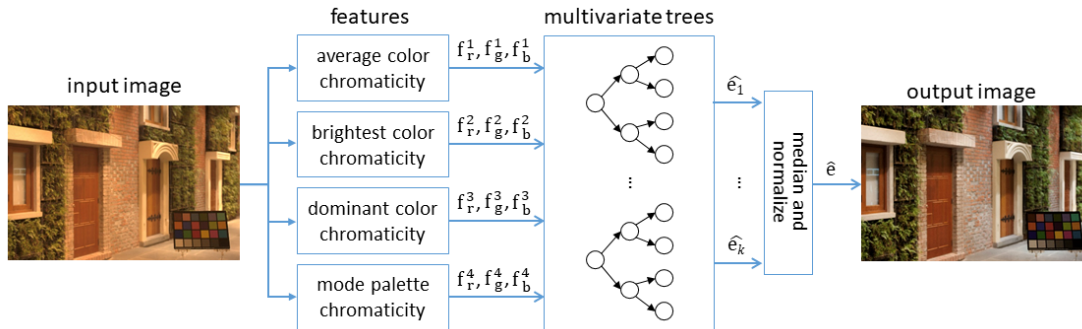 features
multivariate trees
input image
average color
chromaticity
f_r^1, f_g^1, f_b^1
brightest color
chromaticity
f_r^2, f_g^2, f_b^2
dominant color
chromaticity
f_r^3, f_g^3, f_b^3
mode palette
chromaticity
f_r^4, f_g^4, f_b^4
...
ê_1
...
ê_k
median and
normalize
ê
output image